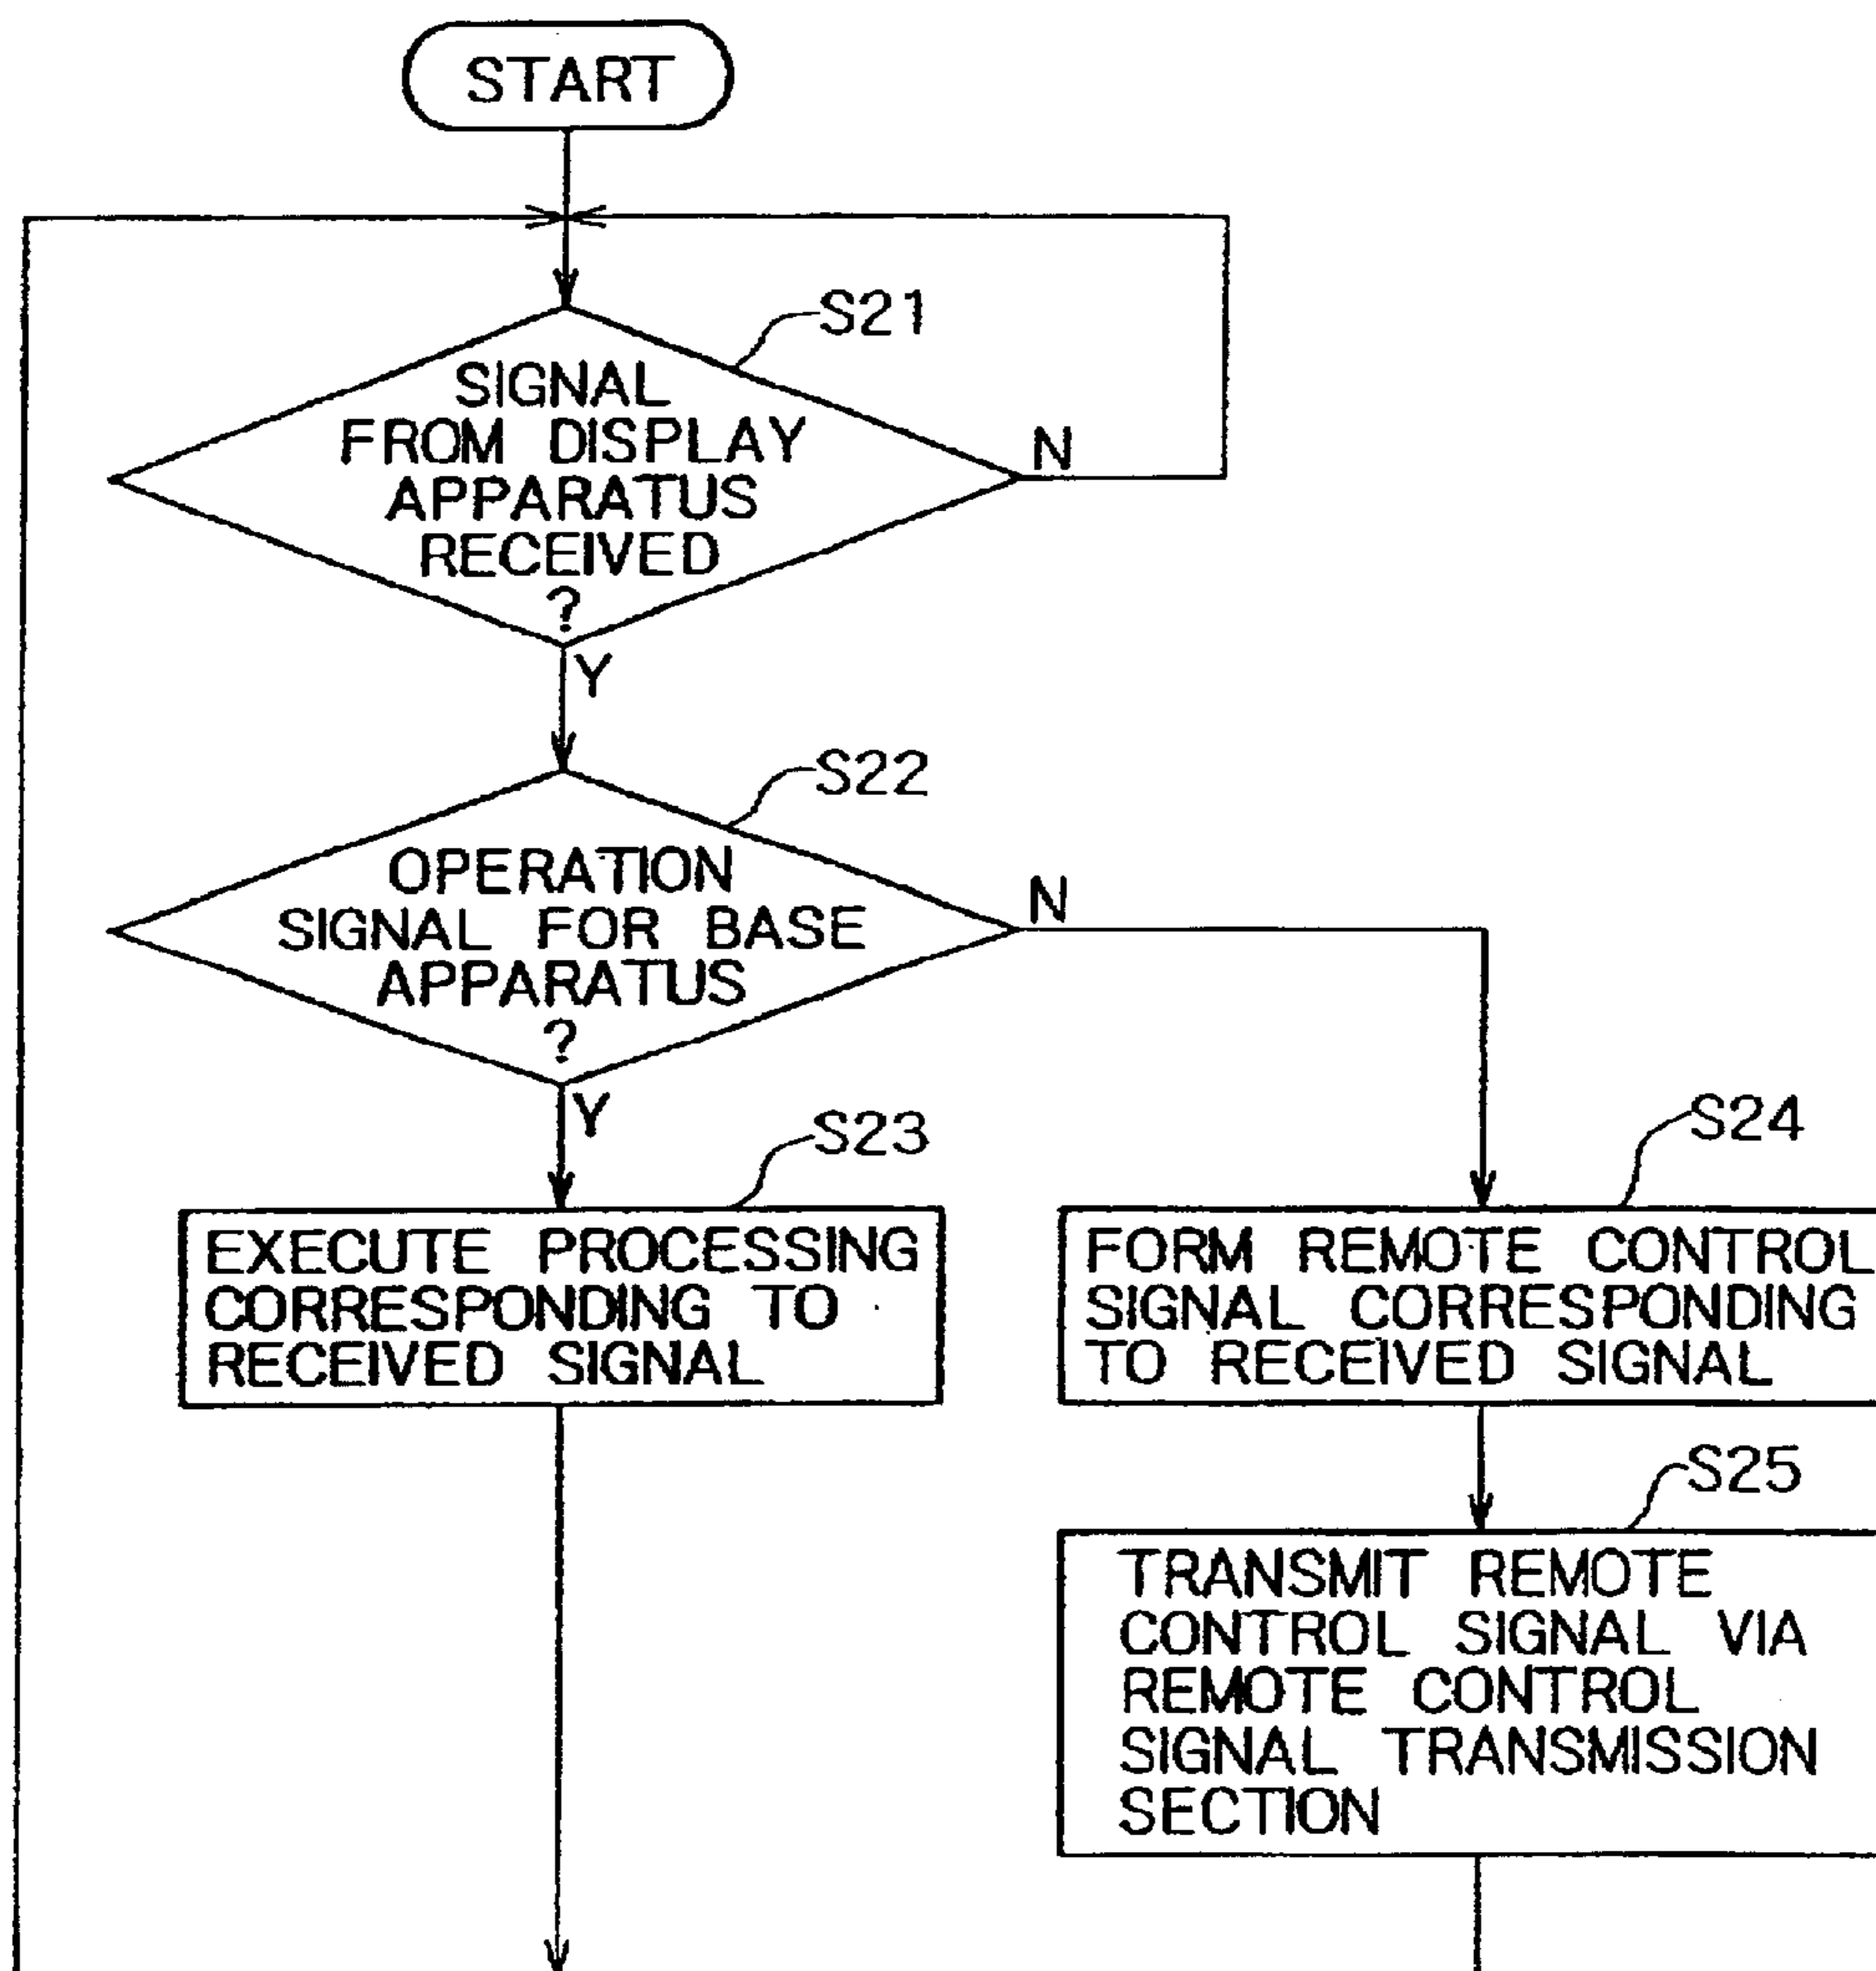 START
S21
SIGNAL
FROM DISPLAY
APPARATUS
RECEIVED
?
N
Y
S22
OPERATION
SIGNAL FOR BASE
APPARATUS
?
N
Y
S23
EXECUTE PROCESSING
CORRESPONDING TO
RECEIVED SIGNAL
S24
FORM REMOTE CONTROL
SIGNAL CORRESPONDING
TO RECEIVED SIGNAL
S25
TRANSMIT REMOTE
CONTROL SIGNAL VIA
REMOTE CONTROL
SIGNAL TRANSMISSION
SECTION